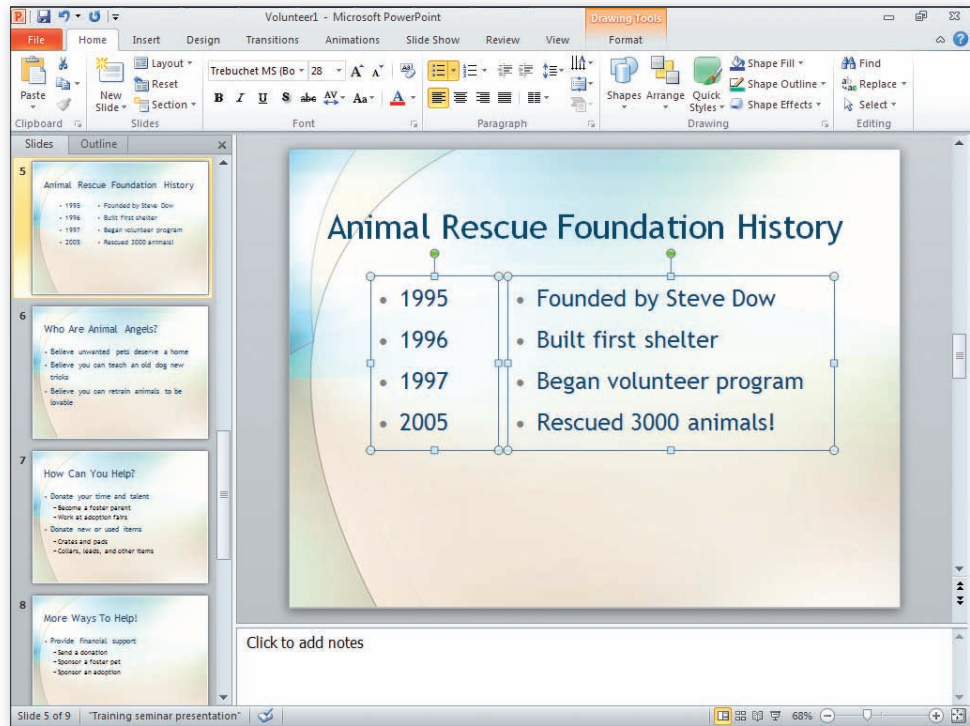 Volunteer1 - Microsoft PowerPoint
Drawing Tools
File Home Insert Design Transitions Animations Slide Show Review View Format
Paste
Clipboard
New Slide
Layout
Reset
Section
Slides
Trebuchet MS (Bo 28
B I U S abc AV Aa A
Font
Paragraph
Shapes Arrange Quick Styles
Shape Fill
Shape Outline
Shape Effects
Drawing
Find
Replace
Select
Editing
Slides Outline
5
Animal Rescue Foundation History
• 1995 • Founded by Steve Dow
• 1996 • Built first shelter
• 1997 • Began volunteer program
• 2005 • Rescued 3000 animals!
6
Who Are Animal Angels?
• Believe unwanted pets deserve a home
• Believe you can teach an old dog new
tricks
• Believe you can retrain animals to be
lovable
7
How Can You Help?
• Donate your time and talent
– Become a foster parent
– Work at adoption fairs
• Donate new or used items
– Crates and pads
– Collars, leads, and other items
8
More Ways To Help!
• Provide financial support
– Send a donation
– Sponsor a foster pet
– Sponsor an adoption
Animal Rescue Foundation History
• 1995 • Founded by Steve Dow
• 1996 • Built first shelter
• 1997 • Began volunteer program
• 2005 • Rescued 3000 animals!
Click to add notes
Slide 5 of 9 "Training seminar presentation" 68%